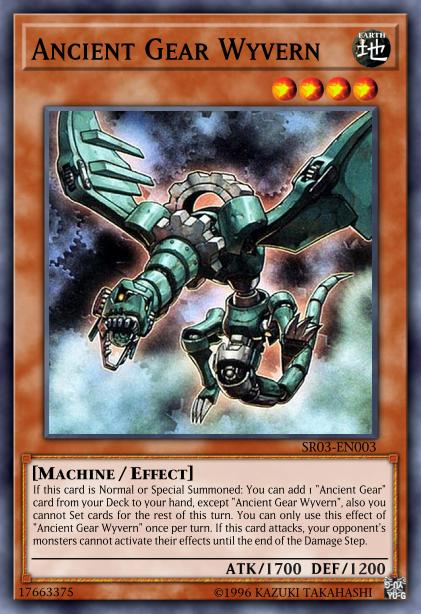 ANCIENT GEAR WYVERN
EARTH
地
SR03-EN003
[MACHINE / EFFECT]
If this card is Normal or Special Summoned: You can add 1 "Ancient Gear"
card from your Deck to your hand, except "Ancient Gear Wyvern", also you
cannot Set cards for the rest of this turn. You can only use this effect of
"Ancient Gear Wyvern" once per turn. If this card attacks, your opponent's
monsters cannot activate their effects until the end of the Damage Step.
ATK/1700 DEF/1200
17663375
©1996 KAZUKI TAKAHASHI